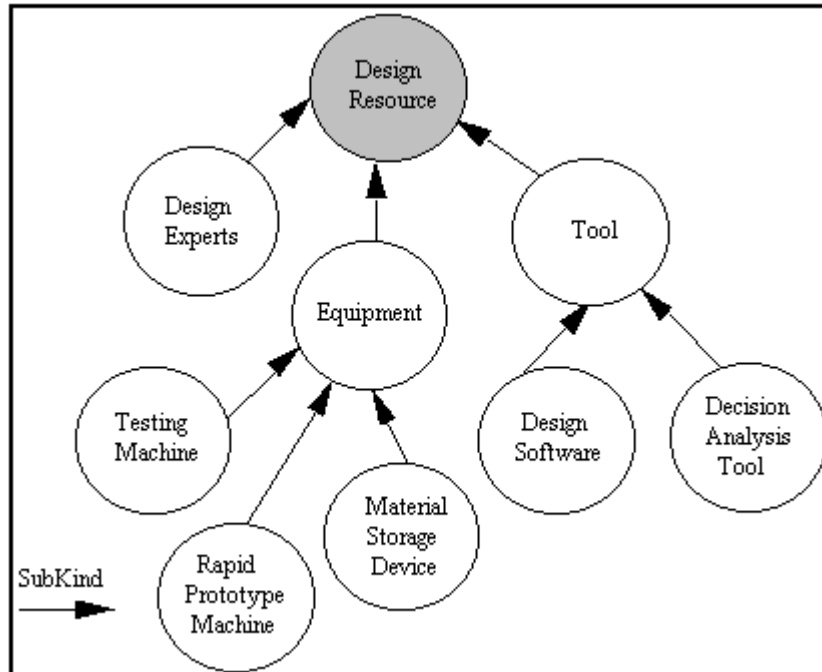 Design
Resource
Design
Experts
Tool
Equipment
Testing
Machine
Design
Software
Decision
Analysis
Tool
Material
Storage
Device
Rapid
Prototype
Machine
SubKind